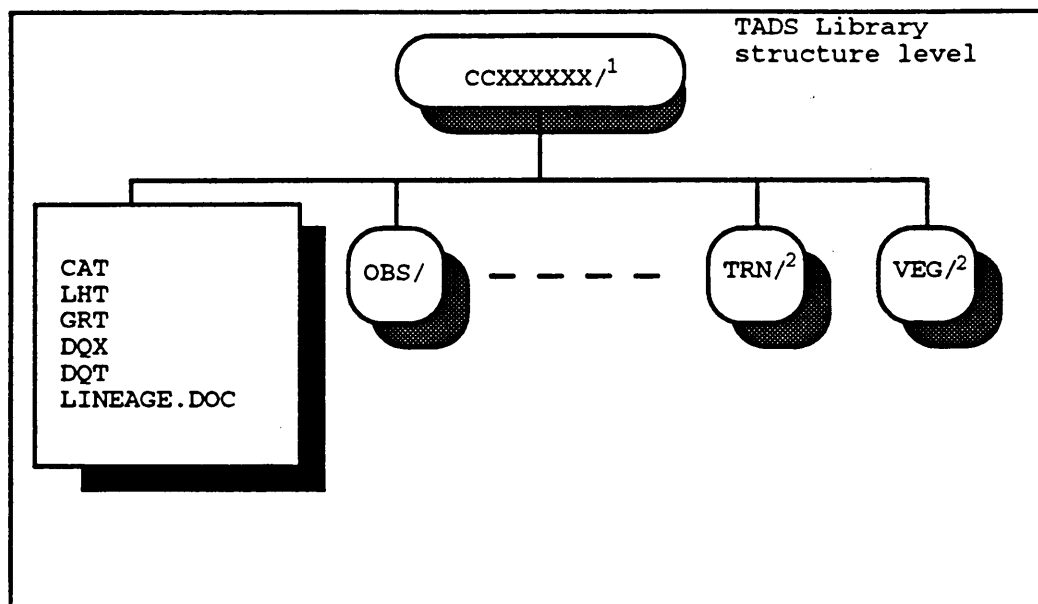 TADS Library
structure level
CCXXXXXX/1
CAT
LHT
GRT
DQX
DQT
LINEAGE.DOC
OBS/
TRN/2
VEG/2